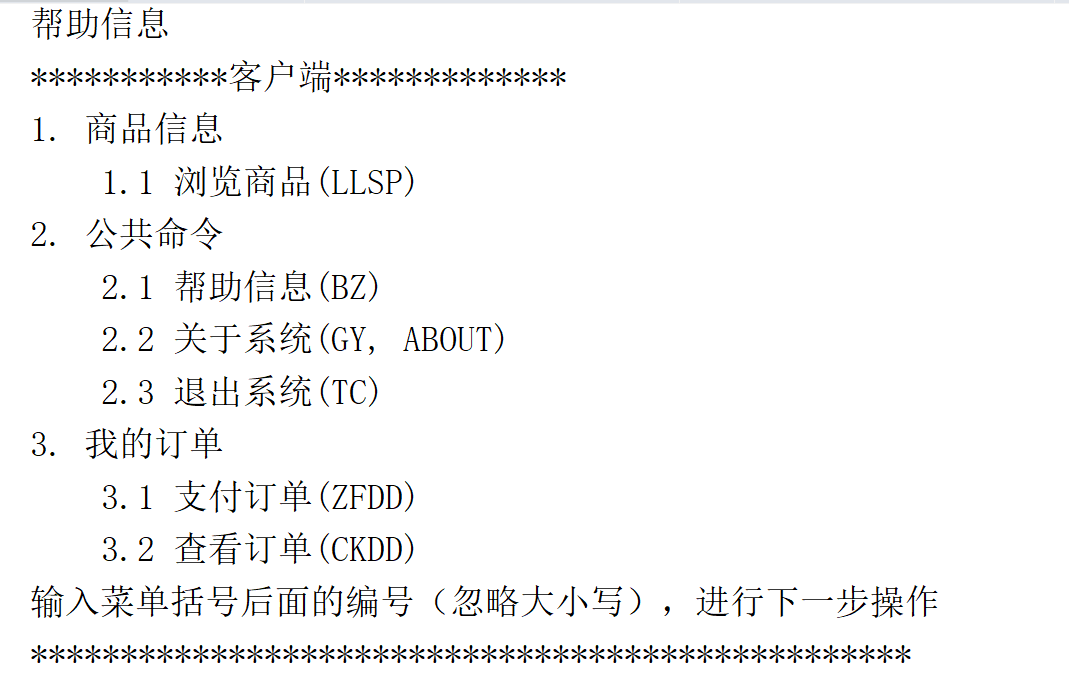 帮助信息
***********客户端*************
1. 商品信息
    1.1 浏览商品(LLSP)
2. 公共命令
    2.1 帮助信息(BZ)
    2.2 关于系统(GY, ABOUT)
    2.3 退出系统(TC)
3. 我的订单
    3.1 支付订单(ZFDD)
    3.2 查看订单(CKDD)
输入菜单括号后面的编号（忽略大小写），进行下一步操作
*************************************************